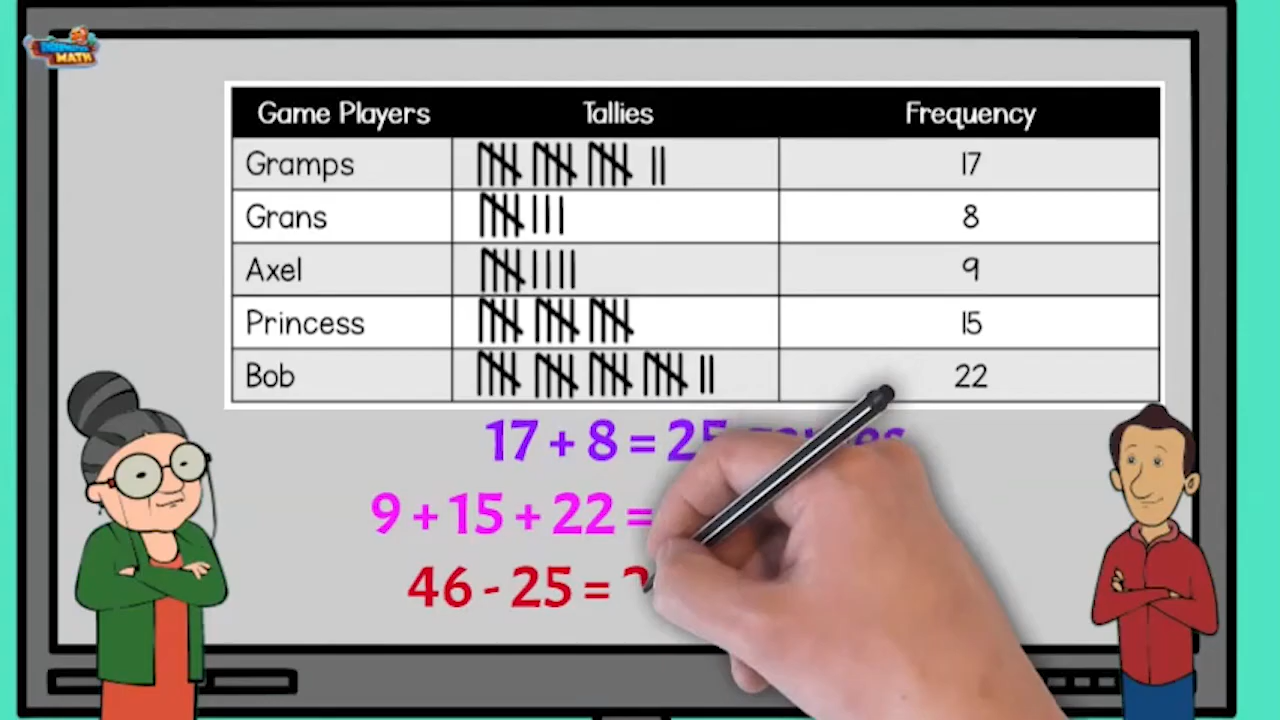 MATH
Game Players Tallies Frequency
Gramps 17
Grans 8
Axel 9
Princess 15
Bob 22
17 + 8 = 25
9 + 15 + 22 =
46 - 25 =